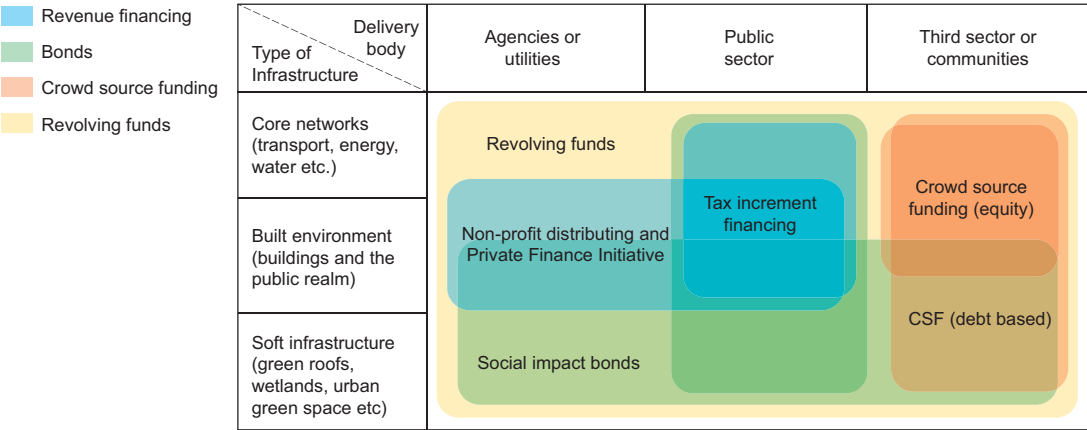 Revenue financing
Bonds
Crowd source funding
Revolving funds
Delivery
body
Type of
Infrastructure
Agencies or
utilities
Public
sector
Third sector or
communities
Core networks
(transport, energy,
water etc.)
Built environment
(buildings and the
public realm)
Soft infrastructure
(green roofs,
wetlands, urban
green space etc)
Revolving funds
Tax increment
financing
Crowd source
funding (equity)
Non-profit distributing and
Private Finance Initiative
CSF (debt based)
Social impact bonds